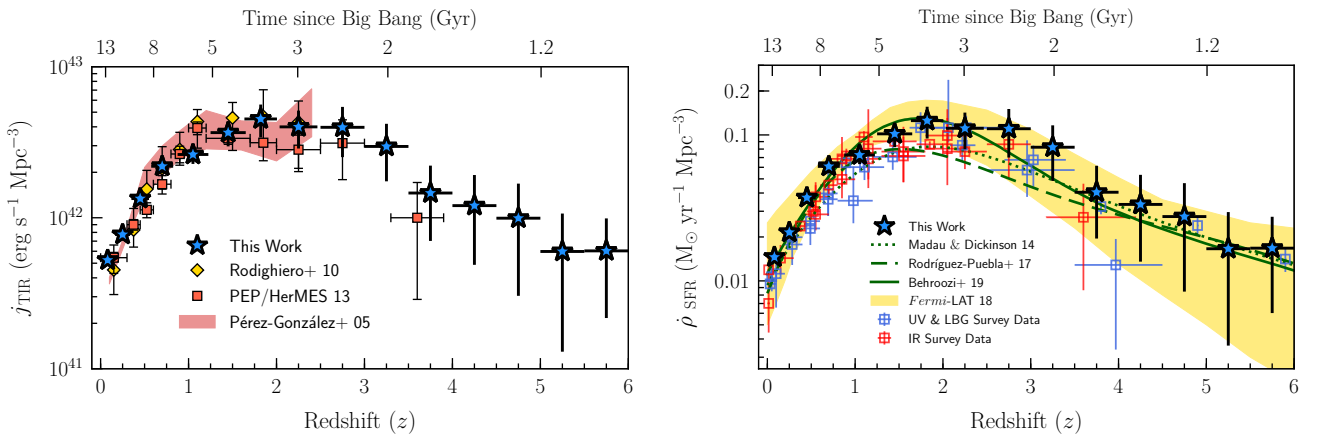 Time since Big Bang (Gyr)
13 8 5 3 2 1.2
10^43
10^42
10^41
j_TIR (erg s^−1 Mpc^−3)
This Work
Rodighiero+ 10
PEP/HerMES 13
Pérez-González+ 05
0 1 2 3 4 5 6
Redshift (z)
Time since Big Bang (Gyr)
13 8 5 3 2 1.2
0.2
0.1
0.01
ρ̇ SFR (M⊙ yr^−1 Mpc^−3)
This Work
Madau & Dickinson 14
Rodríguez-Puebla+ 17
Behroozi+ 19
Fermi-LAT 18
UV & LBG Survey Data
IR Survey Data
0 1 2 3 4 5 6
Redshift (z)